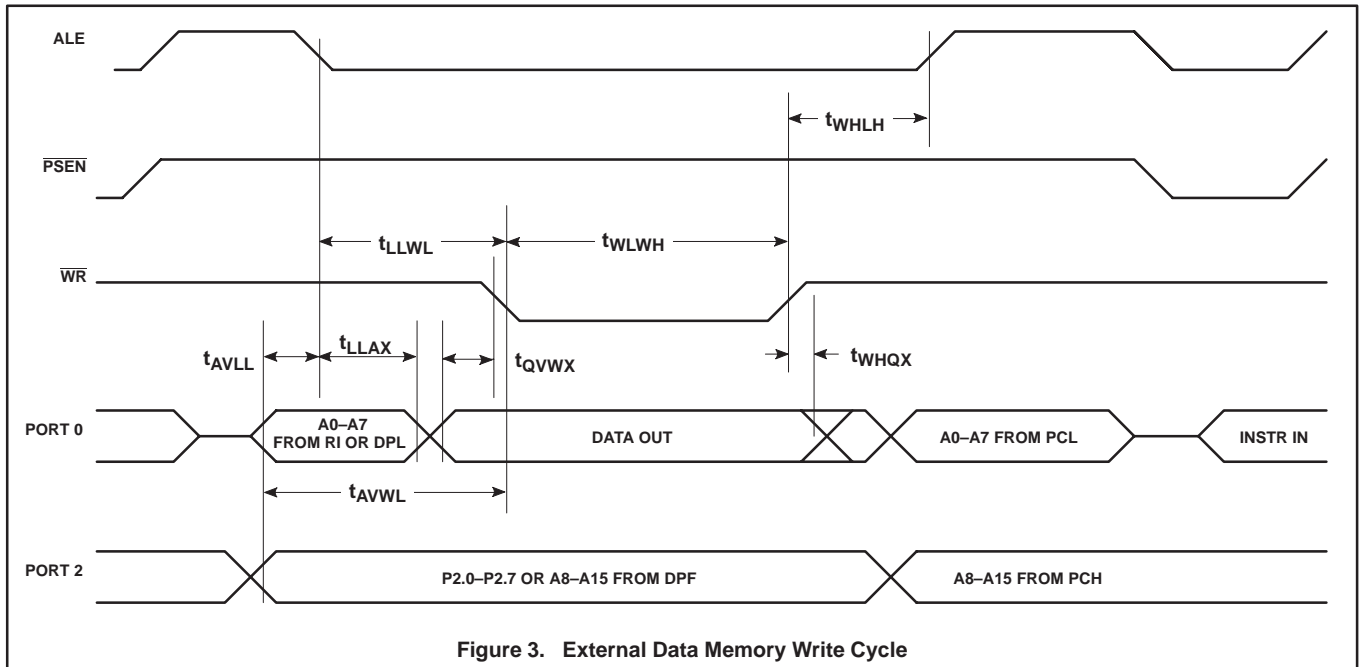 ALE
tWHLH
PSEN
tLLWL
tWLWH
WR
tAVLL
tLLAX
tQVWX
tWHQX
PORT 0
A0–A7
FROM RI OR DPL
DATA OUT
A0–A7 FROM PCL
INSTR IN
tAVWL
PORT 2
P2.0–P2.7 OR A8–A15 FROM DPF
A8–A15 FROM PCH
Figure 3. External Data Memory Write Cycle